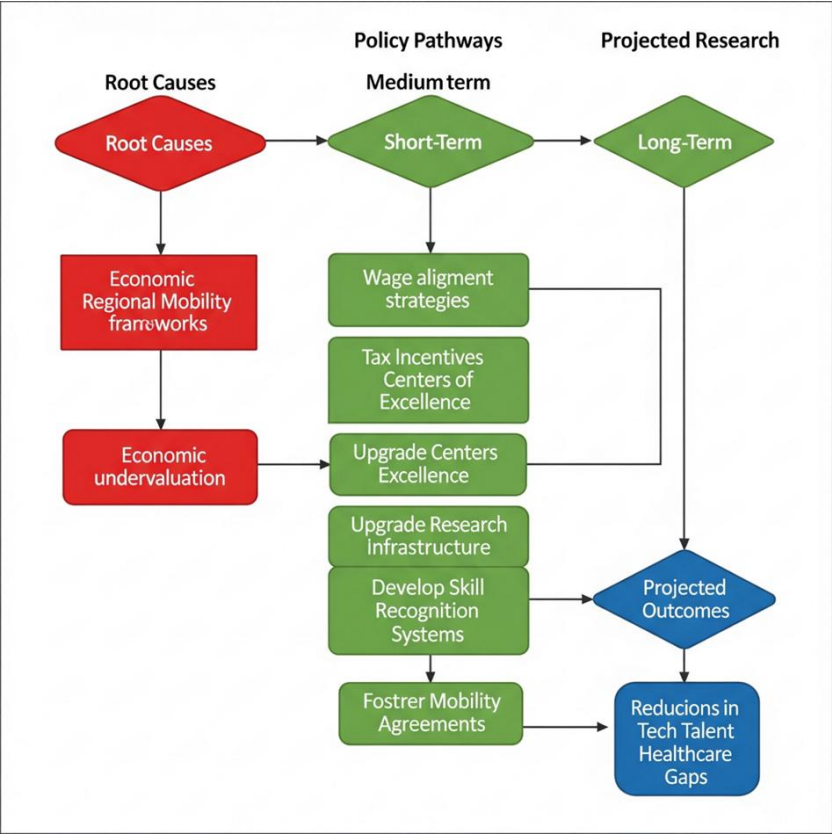 Policy Pathways
Projected Research
Root Causes
Medium term
Root Causes
Short-Term
Long-Term
Economic
Regional Mobility
Wage aligment
strategies
Tax Incentives
Centers of
Excellence
Economic
undervaluation
Upgrade Centers
Excellence
Upgrade Research
infrastructure
Develop Skill
Recognition
Systems
Projected
Outcomes
Fostrer Mobility
Agreements
Reducions in
Tech Talent
Healthcare
Gaps